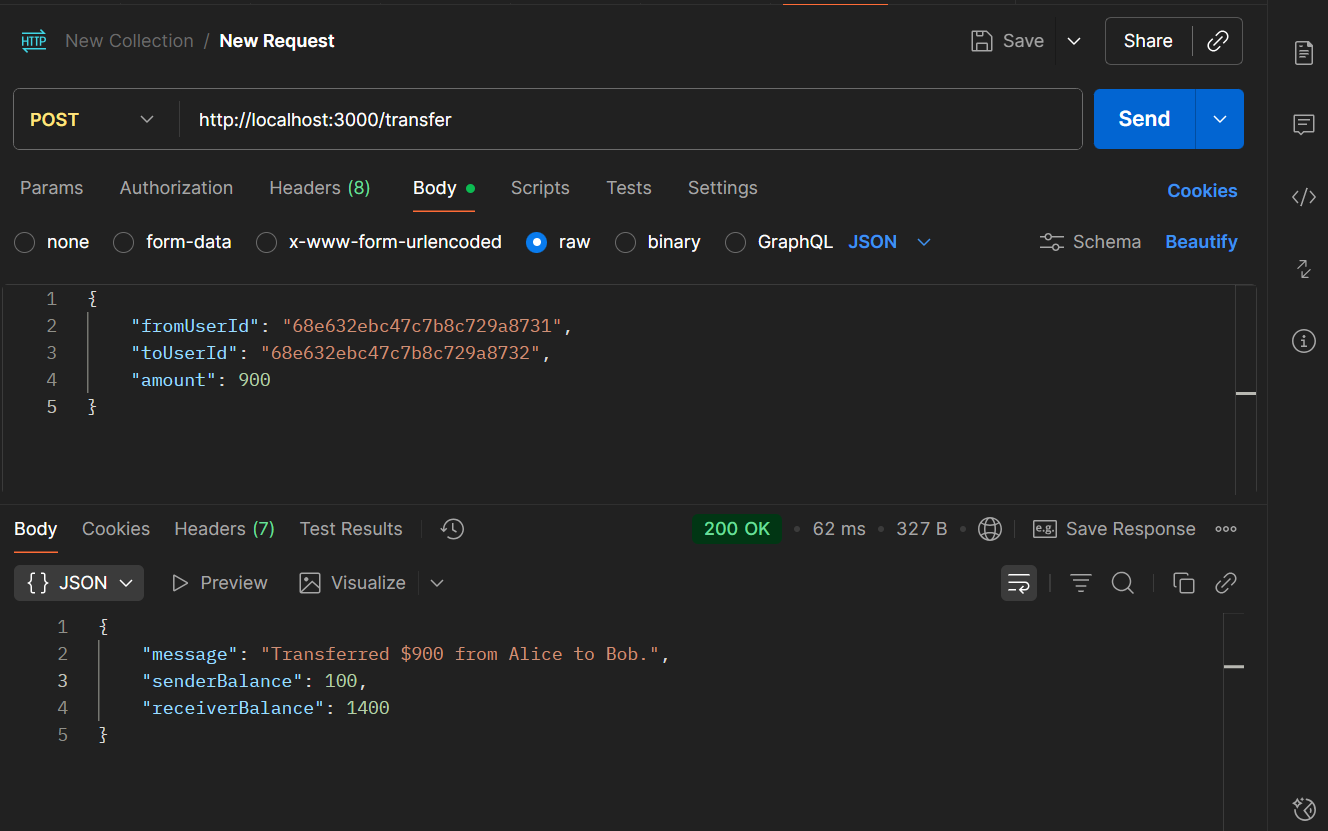 HTTP New Collection / New Request Save Share
POST http://localhost:3000/transfer Send
Params Authorization Headers (8) Body Scripts Tests Settings Cookies
none form-data x-www-form-urlencoded raw binary GraphQL JSON Schema Beautify
1 {
2 "fromUserId": "68e632ebc47c7b8c729a8731",
3 "toUserId": "68e632ebc47c7b8c729a8732",
4 "amount": 900
5 }
Body Cookies Headers (7) Test Results 200 OK • 62 ms • 327 B • e.g. Save Response
{} JSON Preview Visualize
1 {
2 "message": "Transferred $900 from Alice to Bob.",
3 "senderBalance": 100,
4 "receiverBalance": 1400
5 }